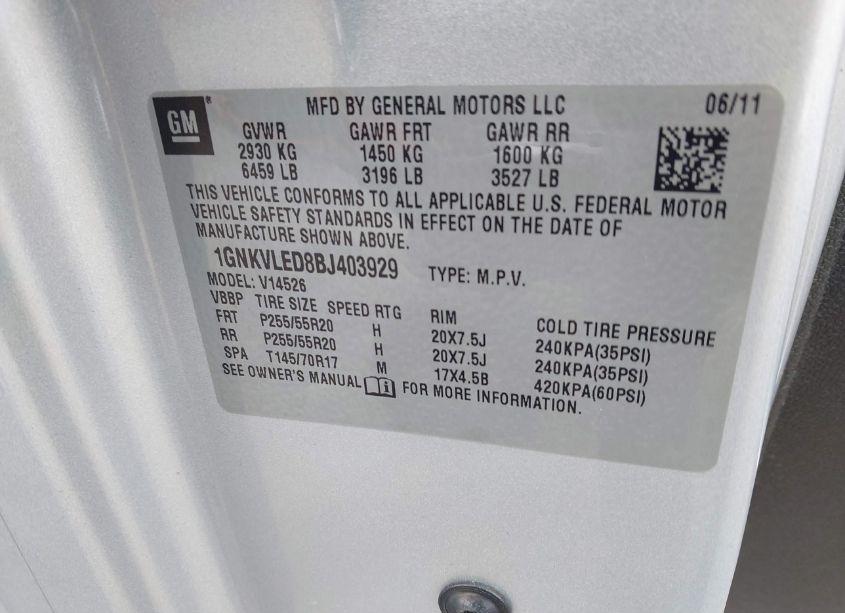 GM® MFD BY GENERAL MOTORS LLC 06/11
GVWR GAWR FRT GAWR RR
2930 KG 1450 KG 1600 KG
6459 LB 3196 LB 3527 LB
THIS VEHICLE CONFORMS TO ALL APPLICABLE U.S. FEDERAL MOTOR
VEHICLE SAFETY STANDARDS IN EFFECT ON THE DATE OF
MANUFACTURE SHOWN ABOVE.
1GNKVLED8BJ403929 TYPE: M.P.V.
MODEL: V14526
VBBP TIRE SIZE SPEED RTG RIM COLD TIRE PRESSURE
FRT P255/55R20 H 20X7.5J 240KPA(35PSI)
RR P255/55R20 H 20X7.5J 240KPA(35PSI)
SPA T145/70R17 M 17X4.5B 420KPA(60PSI)
SEE OWNER'S MANUAL i FOR MORE INFORMATION.